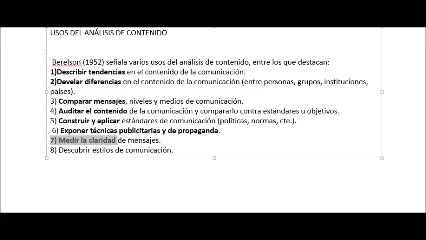 USOS DEL ANÁLISIS DE CONTENIDO
Berelson (1952) señala varios usos del análisis de contenido, entre los que destacan:
1)Describir tendencias en el contenido de la comunicación.
2)Develar diferencias en el contenido de la comunicación (entre personas, grupos, instituciones,
países).
3) Comparar mensajes, niveles y medios de comunicación.
4) Auditar el contenido de la comunicación y compararlo contra estándares u objetivos.
5) Construir y aplicar estándares de comunicación (políticas, normas, cte.).
6) Exponer técnicas publicitarias y de propaganda.
7) Medir la claridad de mensajes.
8) Descubrir estilos de comunicación.